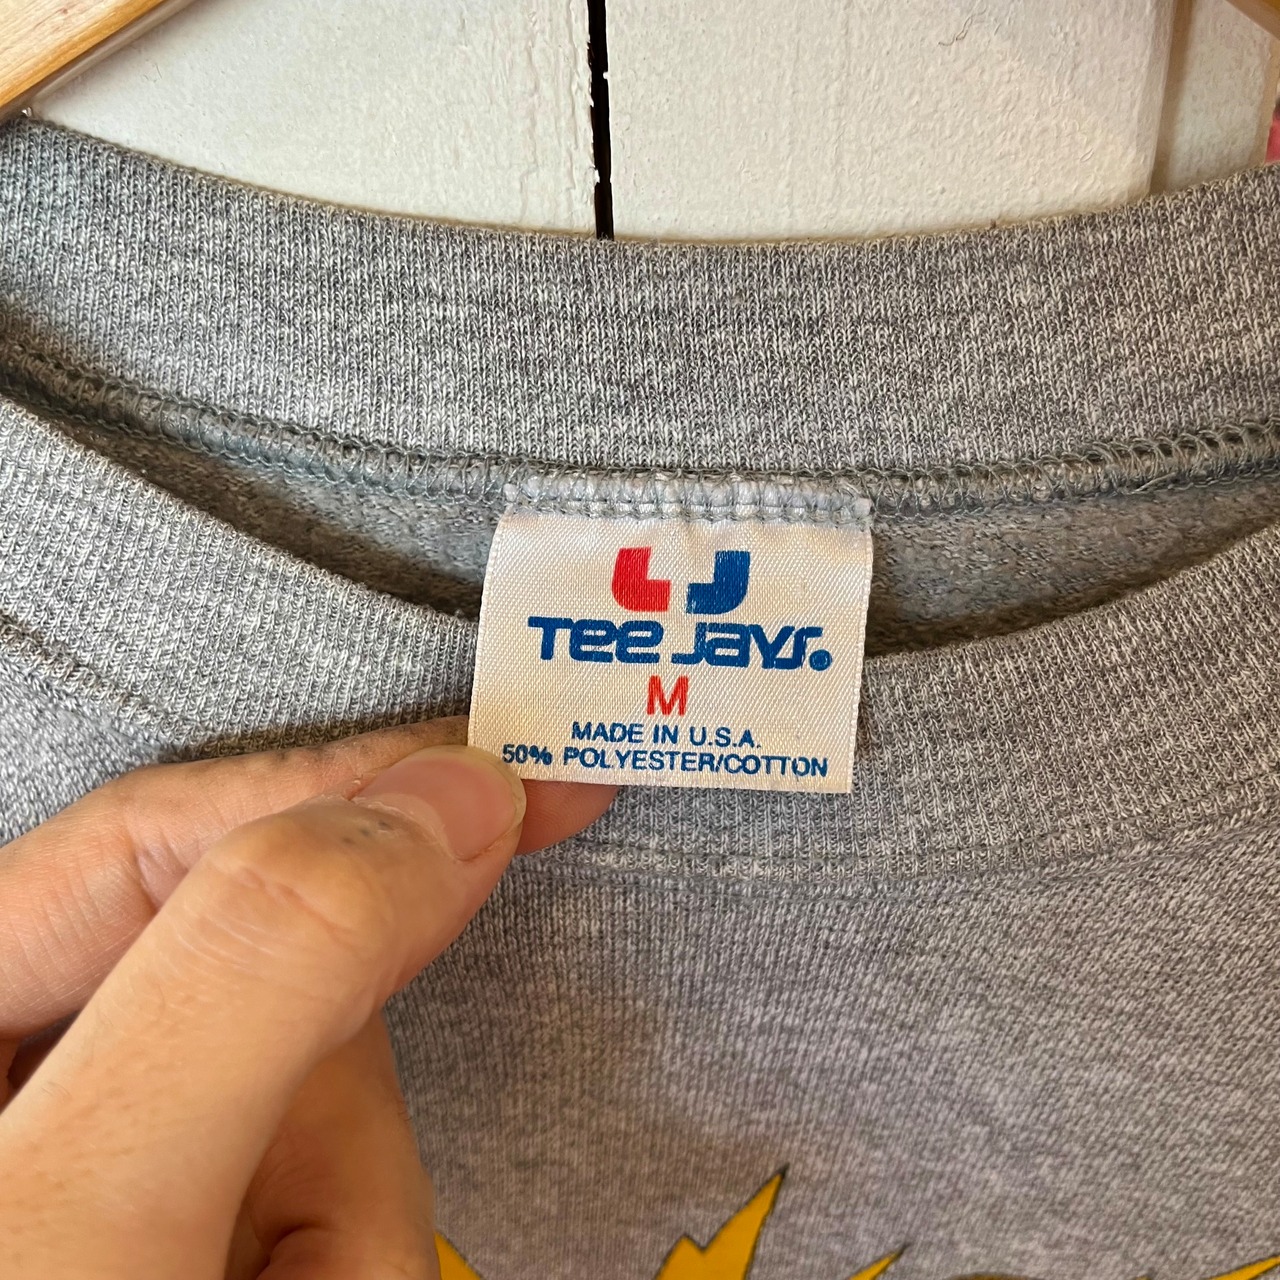 Tee Jays®
M
MADE IN U.S.A.
50% POLYESTER/COTTON